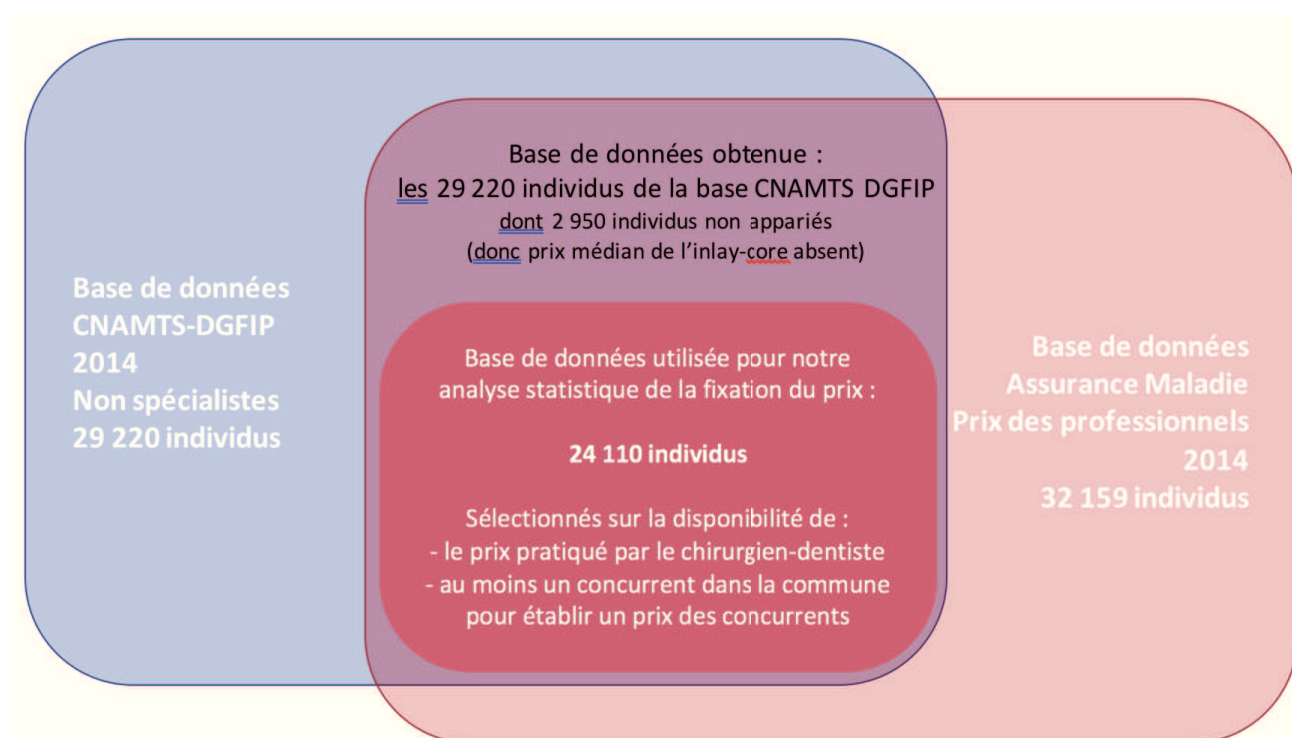 Base de données obtenue :
les 29 220 individus de la base CNAMTS DGFIP
dont 2 950 individus non appariés
(donc prix médian de l’inlay-core absent)
Base de données
CNAMTS-DGFIP
2014
Non spécialistes
29 220 individus
Base de données utilisée pour notre
analyse statistique de la fixation du prix :
24 110 individus
Sélectionnés sur la disponibilité de :
- le prix pratiqué par le chirurgien-dentiste
- au moins un concurrent dans la commune
pour établir un prix des concurrents
Base de données
Assurance Maladie
Prix des professionnels
2014
32 159 individus